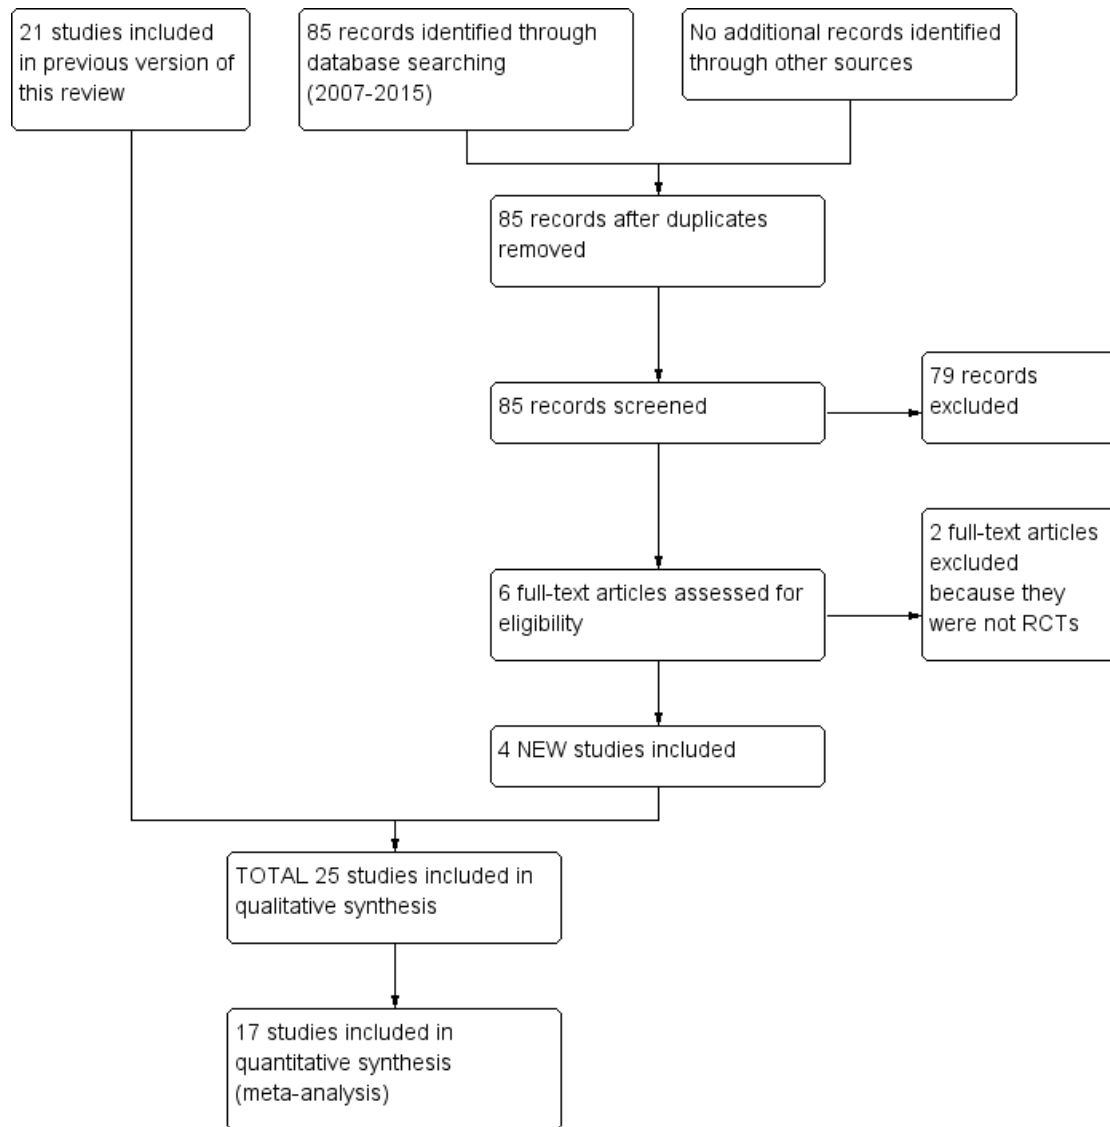 21 studies included
in previous version of
this review
85 records identified through
database searching
(2007-2015)
No additional records identified
through other sources
85 records after duplicates
removed
85 records screened
79 records
excluded
6 full-text articles assessed for
eligibility
2 full-text articles
excluded
because they
were not RCTs
4 NEW studies included
TOTAL 25 studies included in
qualitative synthesis
17 studies included in
quantitative synthesis
(meta-analysis)